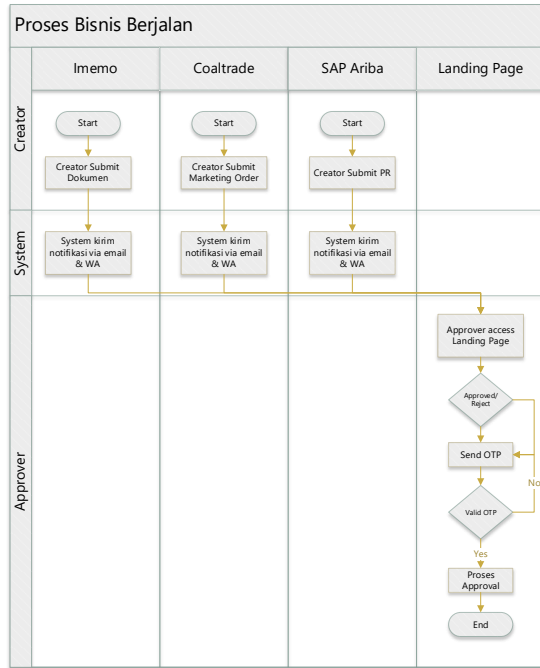 Proses Bisnis Berjalan
Imemo
Coaltrade
SAP Ariba
Landing Page
Creator
Start
Start
Start
Creator Submit
Dokumen
Creator Submit
Marketing Order
Creator Submit PR
System
System kirim
notifikasi via email
& WA
System kirim
notifikasi via email
& WA
System kirim
notifikasi via email
& WA
Approver
Approver access
Landing Page
Approved/
Reject
Send OTP
No
Valid OTP
Yes
Proses
Approval
End